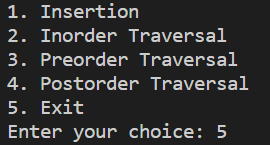 1. Insertion
2. Inorder Traversal
3. Preorder Traversal
4. Postorder Traversal
5. Exit
Enter your choice: 5